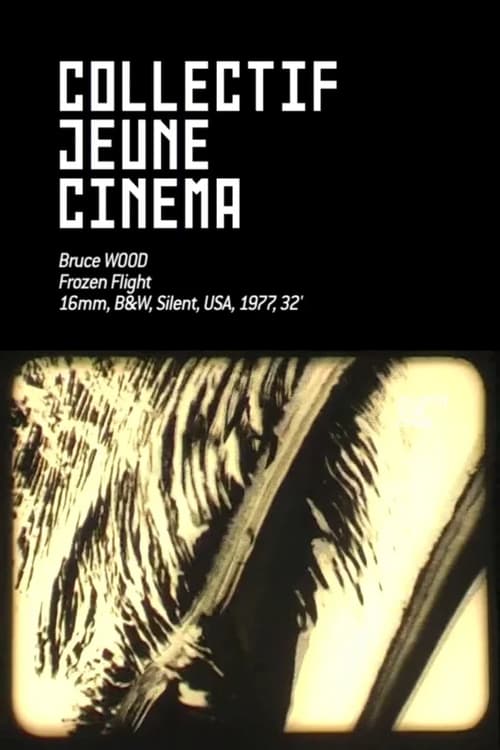 COLLECTIF
JEUNE
CINEMA
Bruce WOOD
Frozen Flight
16mm, B&W, Silent, USA, 1977, 32'